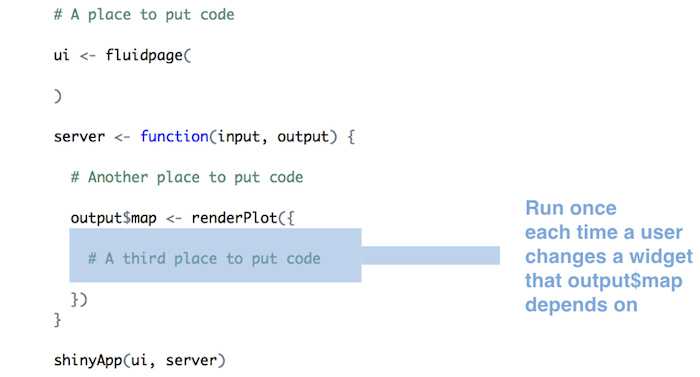 # A place to put code
ui <- fluidpage(
)
server <- function(input, output) {
# Another place to put code
output$map <- renderPlot({
# A third place to put code
})
}
shinyApp(ui, server)
Run once
each time a user
changes a widget
that output$map
depends on